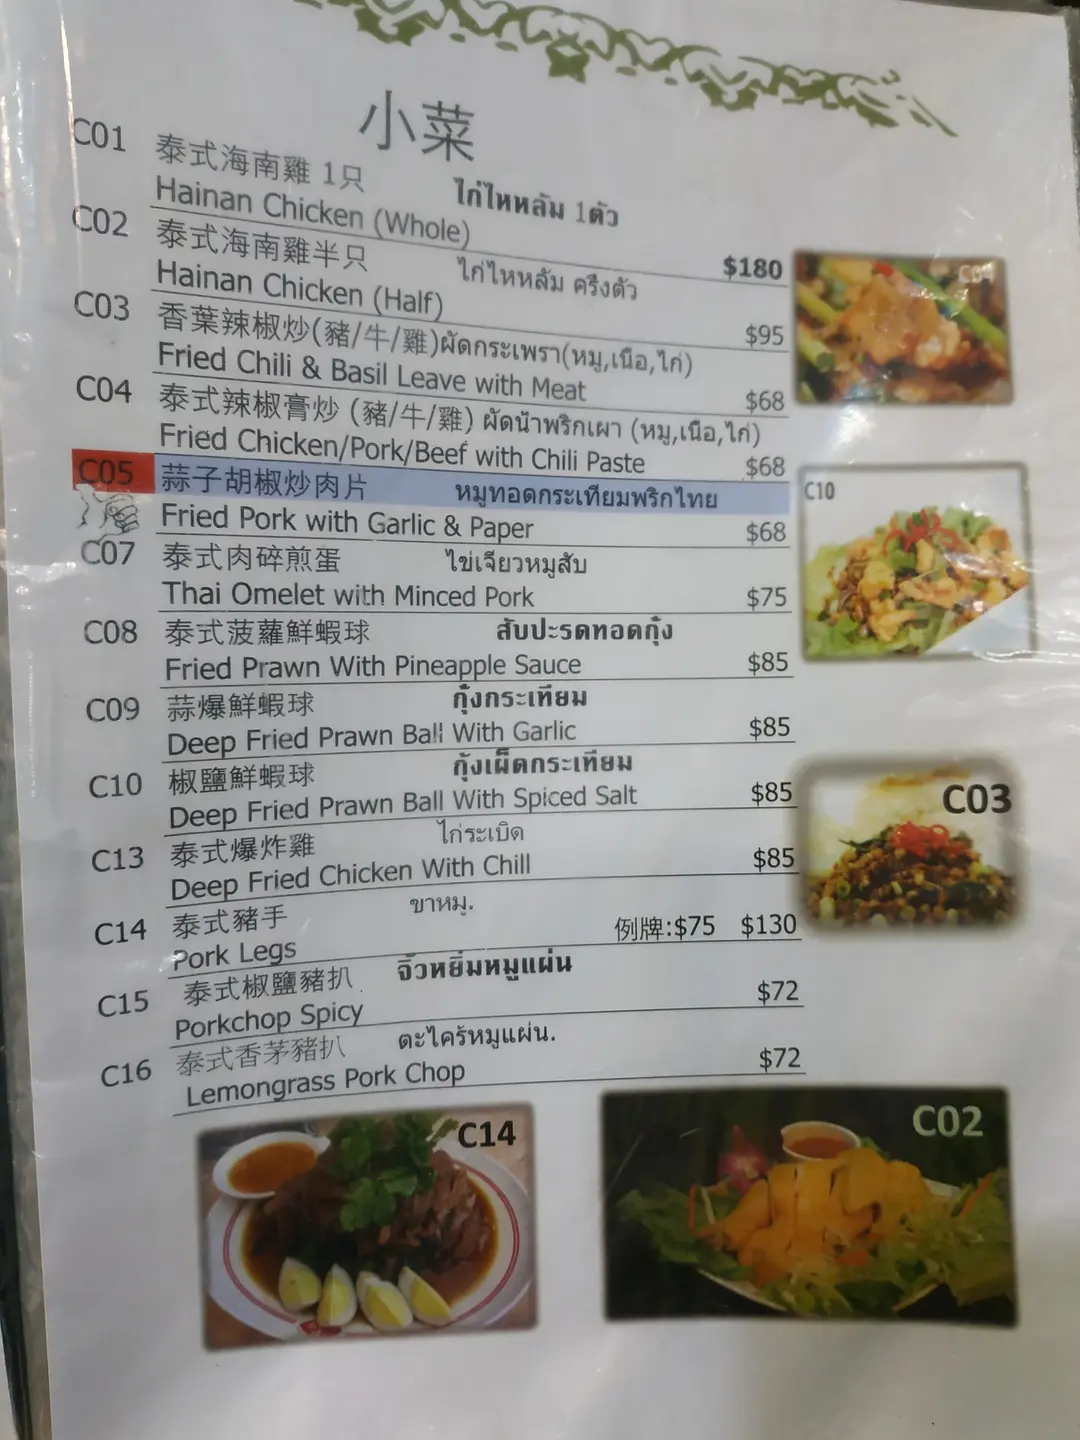 小菜
C01 泰式海南雞 1只 ไก่ไหหลัม 1ตัว
Hainan Chicken (Whole) $180
C02 泰式海南雞半只 ไก่ไหหลัม ครึงตัว
Hainan Chicken (Half) $95
C03 香葉辣椒炒(豬/牛/雞)ผัดกระเพรา(หมู,เนือ,ไก่)
Fried Chili & Basil Leave with Meat $68
C04 泰式辣椒膏炒 (豬/牛/雞) ผัดน้ำพริกเผา (หมู,เนือ,ไก่)
Fried Chicken/Pork/Beef with Chili Paste $68
C05 蒜子胡椒炒肉片 หมูทอดกระเทียมพริกไทย
Fried Pork with Garlic & Paper $68
C07 泰式肉碎煎蛋 ไข่เจียวหมูสับ
Thai Omelet with Minced Pork $75
C08 泰式菠蘿鮮蝦球 สับปะรดทอดกุ้ง
Fried Prawn With Pineapple Sauce $85
C09 蒜爆鮮蝦球 กุ้งกระเทียม
Deep Fried Prawn Ball With Garlic $85
C10 椒鹽鮮蝦球 กุ้งเผ็ดกระเทียม
Deep Fried Prawn Ball With Spiced Salt $85
C13 泰式爆炸雞 ไก่ระเบิด
Deep Fried Chicken With Chill $85
C14 泰式豬手 ขาหมู.
Pork Legs 例牌:$75 $130
C15 泰式椒鹽豬扒 จิ้วหยิ่มหมูแผ่น
Porkchop Spicy $72
C16 泰式香茅豬扒 ตะไคร้หมูแผ่น.
Lemongrass Pork Chop $72
C04
C10
C03
C14
C02